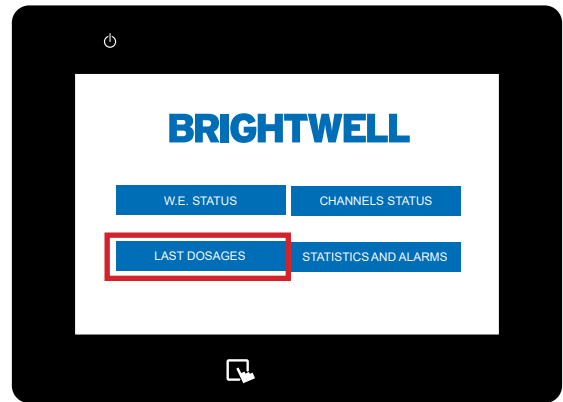 BRIGHTWELL
W.E. STATUS
CHANNELS STATUS
LAST DOSAGES
STATISTICS AND ALARMS